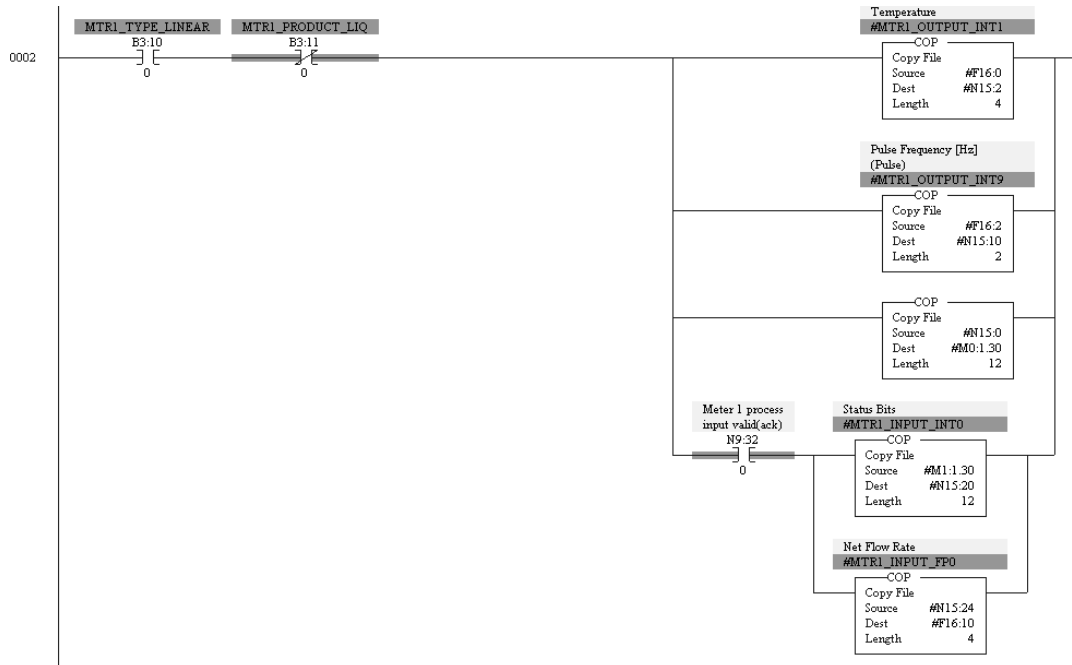 MTR1_TYPE_LINEAR
B3:10
0
MTR1_PRODUCT_LIQ
B3:11
0
0002
Temperature
#MTR1_OUTPUT_INT1
COP
Copy File
Source #F16:0
Dest #N15:2
Length 4
Pulse Frequency [Hz]
(Pulse)
#MTR1_OUTPUT_INT9
COP
Copy File
Source #F16:2
Dest #N15:10
Length 2
COP
Copy File
Source #N15:0
Dest #M0:1.30
Length 12
Meter 1 process
input valid(ack)
N9:32
0
Status Bits
#MTR1_INPUT_INT0
COP
Copy File
Source #M1:1.30
Dest #N15:20
Length 12
Net Flow Rate
#MTR1_INPUT_FP0
COP
Copy File
Source #N15:24
Dest #F16:10
Length 4